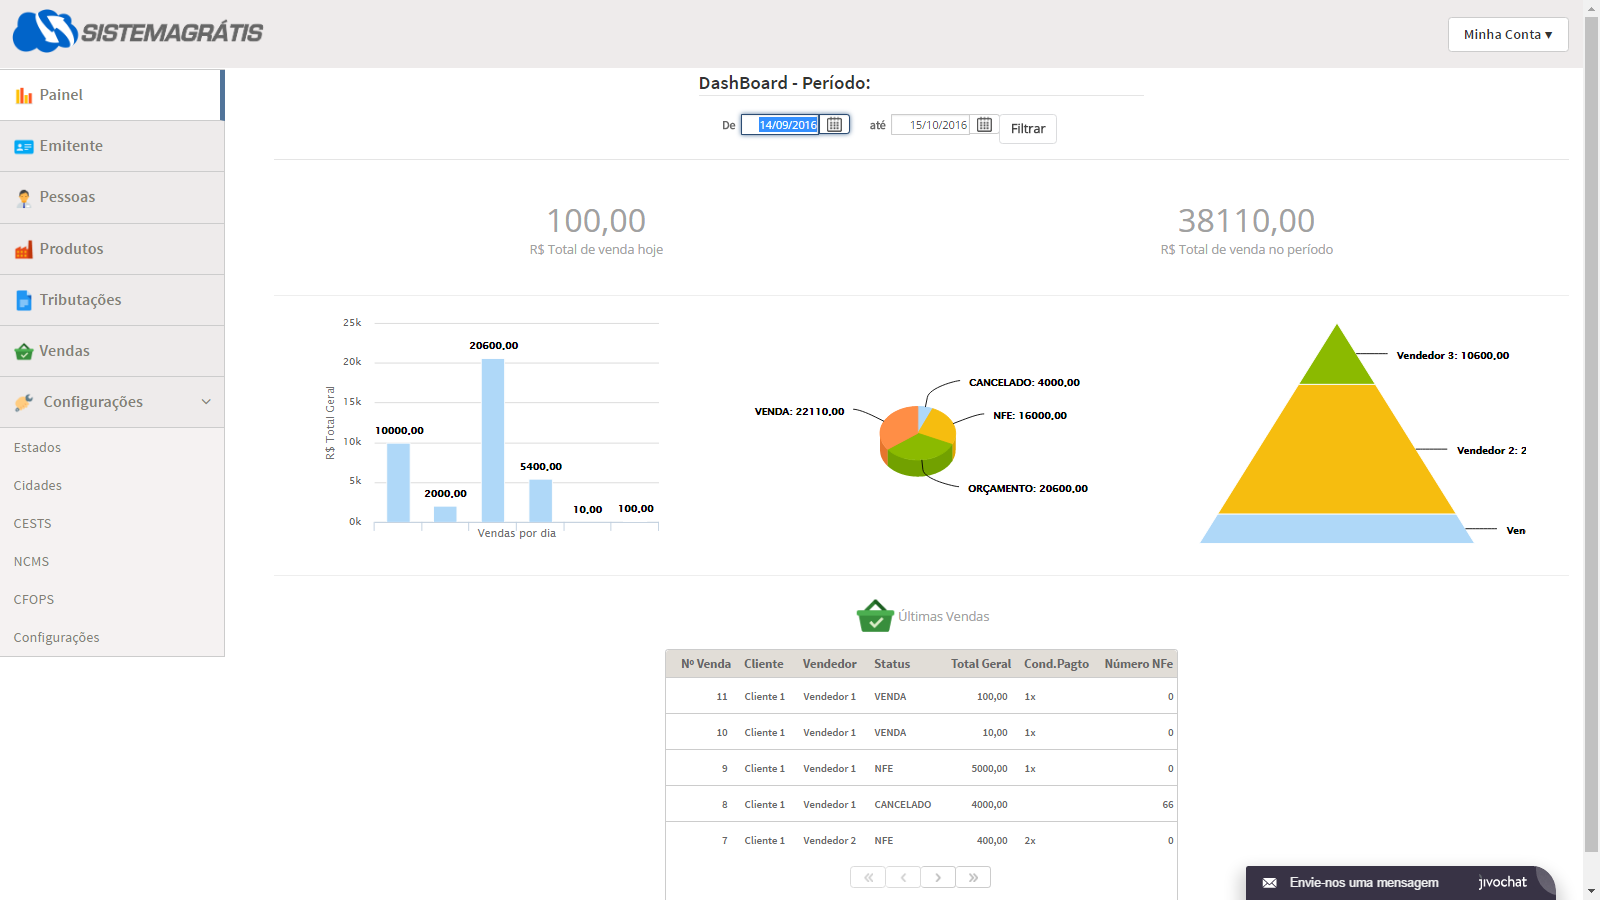 SISTEMAGRÁTIS
Minha Conta ▾
Painel
Emitente
Pessoas
Produtos
Tributações
Vendas
Configurações
Estados
Cidades
CESTS
NCMS
CFOPS
Configurações
DashBoard - Período:
De 14/09/2016 até 15/10/2016 Filtrar
100,00
R$ Total de venda hoje
38110,00
R$ Total de venda no período
25k
20k
15k
10k
5k
0k
R$ Total Geral
10000,00
2000,00
20600,00
5400,00
10,00
100,00
Vendas por dia
CANCELADO: 4000,00
VENDA: 22110,00
NFE: 16000,00
ORÇAMENTO: 20600,00
Vendedor 3: 10600,00
Vendedor 2: 2
Ven
Últimas Vendas
Nº Venda Cliente Vendedor Status Total Geral Cond.Pagto Número NFe
11 Cliente 1 Vendedor 1 VENDA 100,00 1x 0
10 Cliente 1 Vendedor 1 VENDA 10,00 1x 0
9 Cliente 1 Vendedor 1 NFE 5000,00 1x 0
8 Cliente 1 Vendedor 1 CANCELADO 4000,00 66
7 Cliente 1 Vendedor 2 NFE 400,00 2x 0
« ‹ › »
Envie-nos uma mensagem jivochat